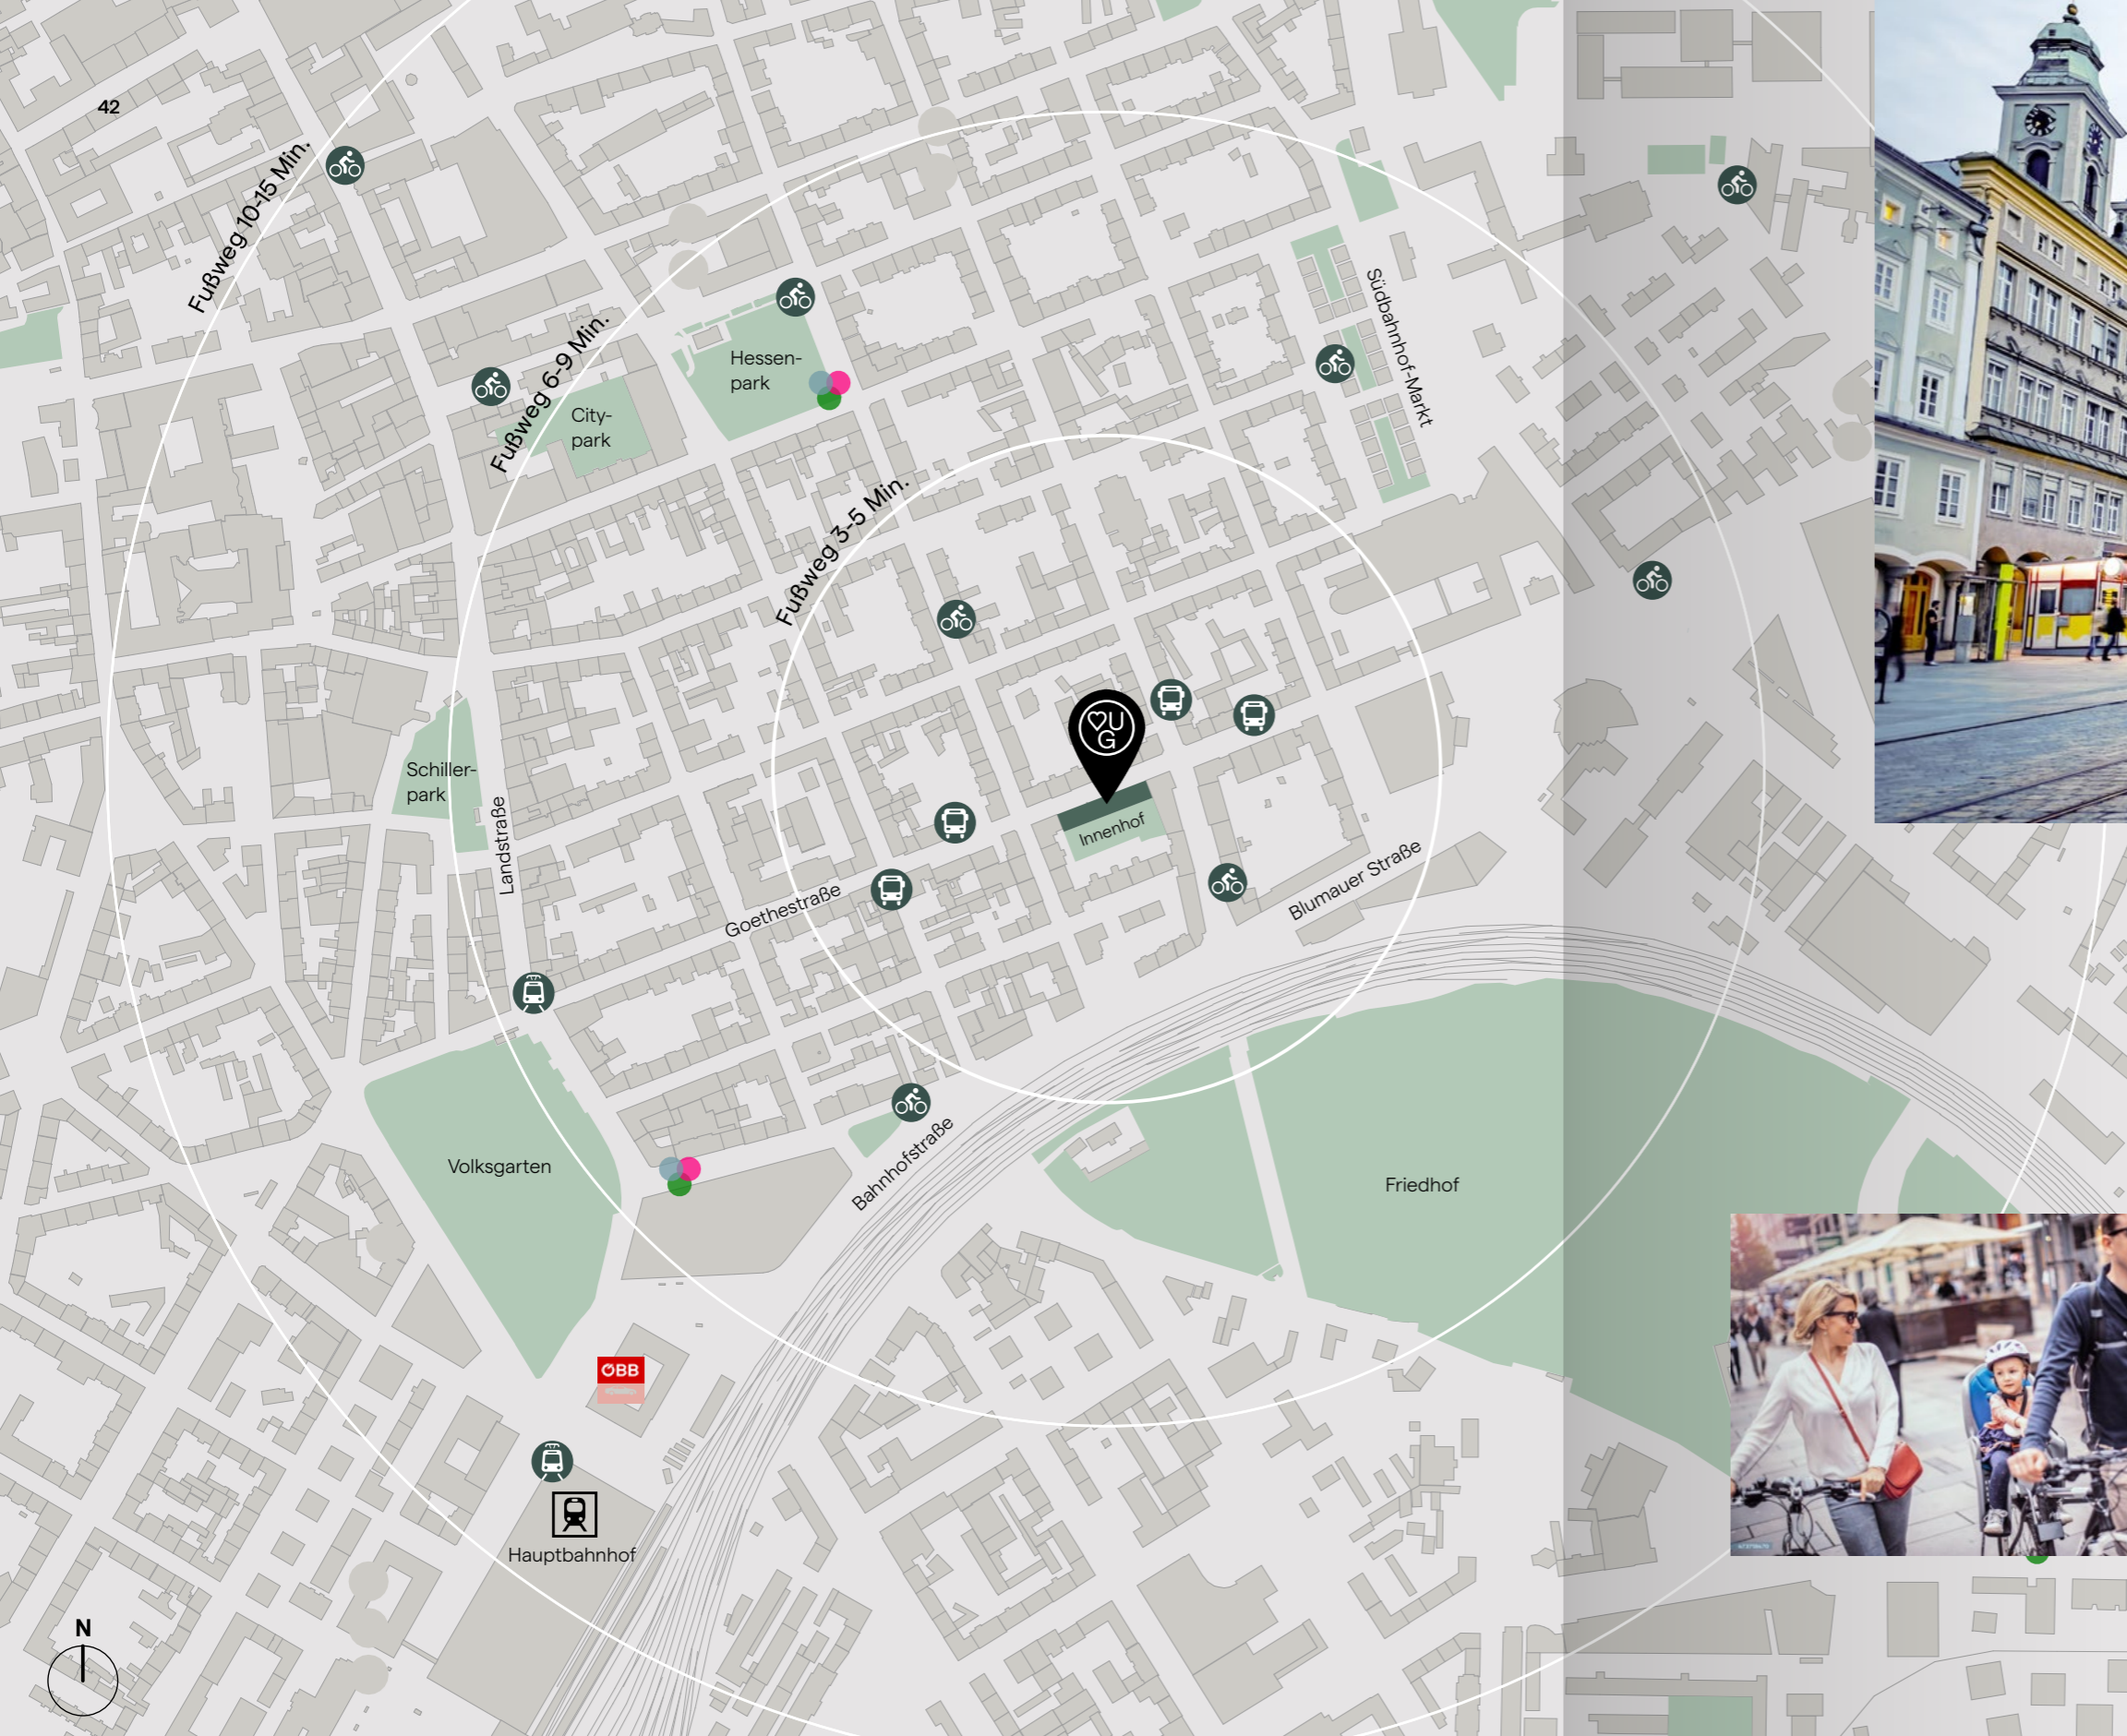 42
Fußweg 10-15 Min.
Fußweg 6-9 Min.
Fußweg 3-5 Min.
Hessen-
park
City-
park
Südbahnhof-Markt
UG
Schiller-
park
Landstraße
Innenhof
Goethestraße
Blumauer Straße
Volksgarten
Bahnhofstraße
Friedhof
ÖBB
Hauptbahnhof
N